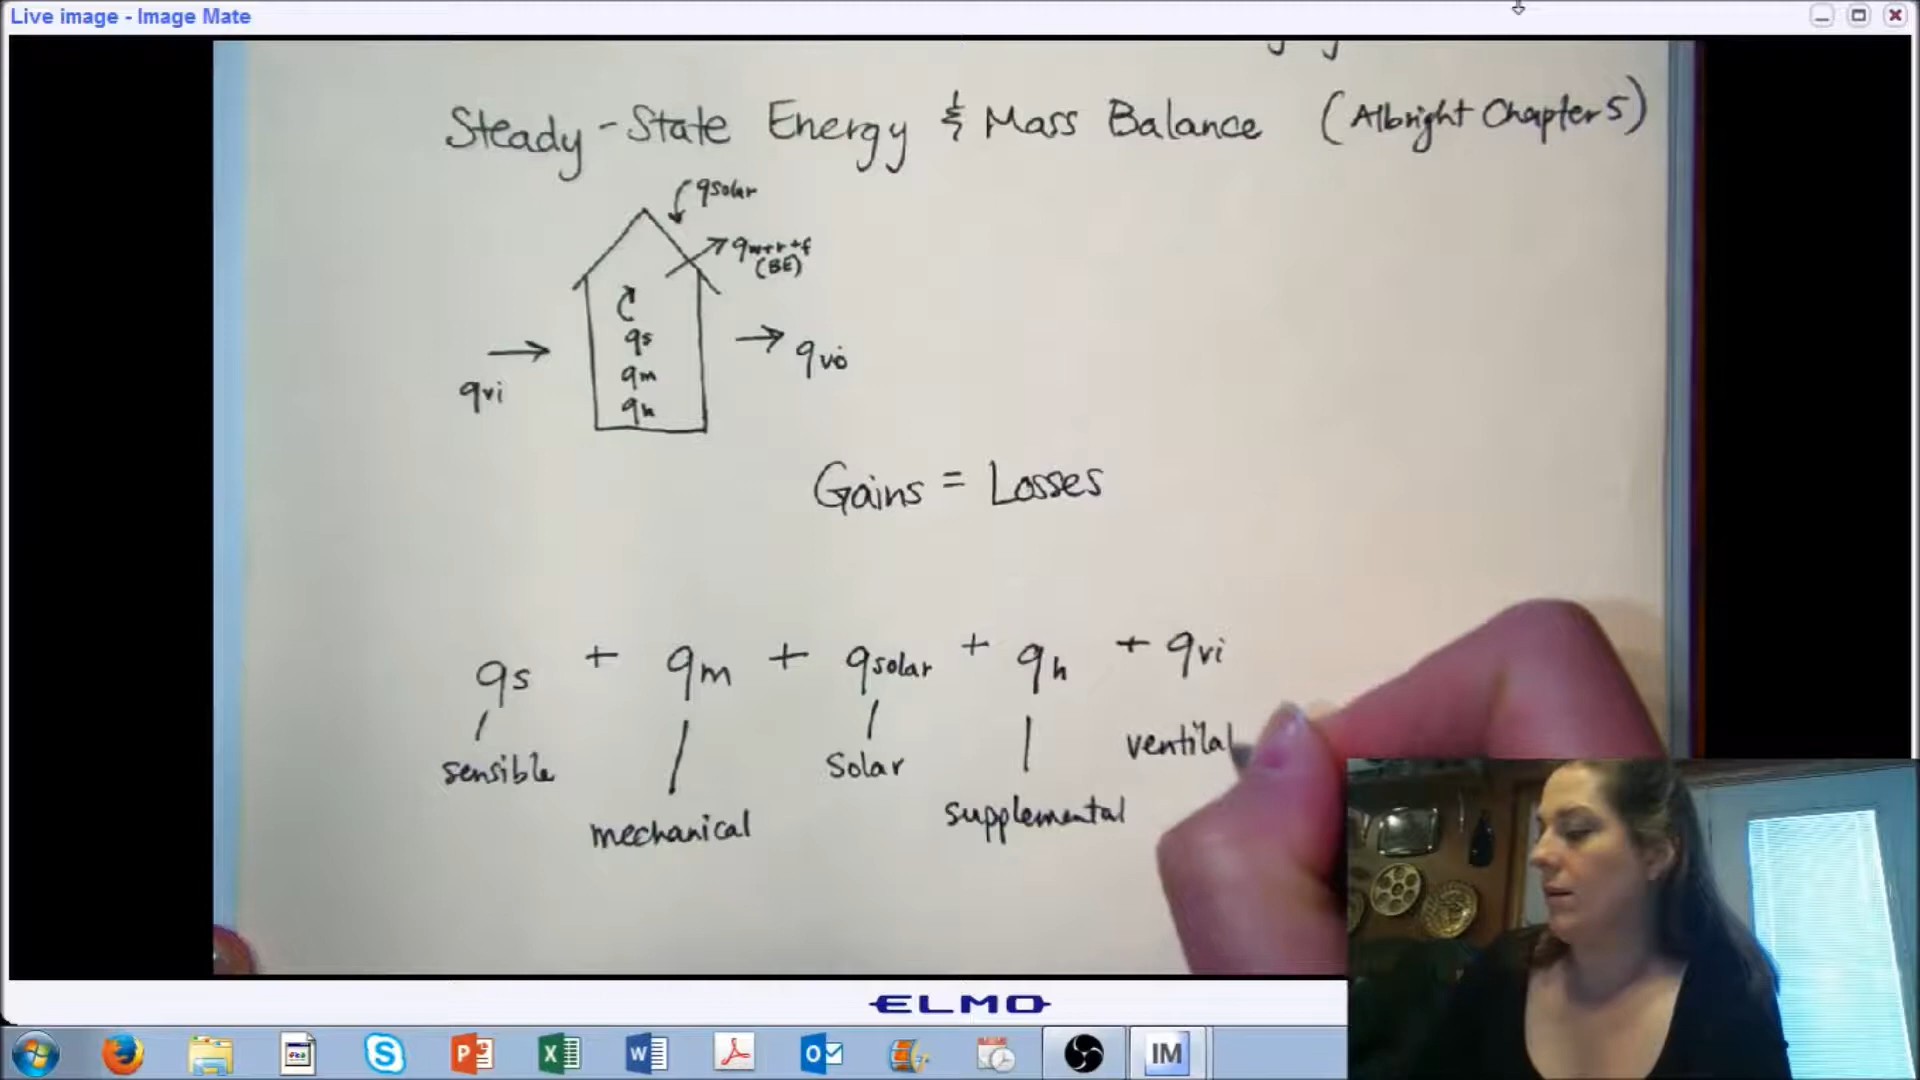 Live image - Image Mate
Steady-State Energy & Mass Balance (Albright Chapter 5)
qsolar
qw+r+f
(BE)
qs
qm
qh
qvi
qvo
Gains = Losses
qs + qm + qsolar + qh + qvi
sensible
mechanical
solar
supplemental
ventilat
ELMO
IM